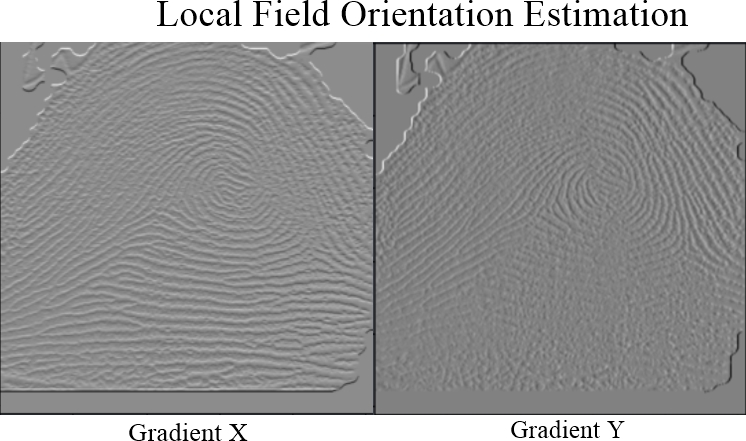 Local Field Orientation Estimation
Gradient X
Gradient Y